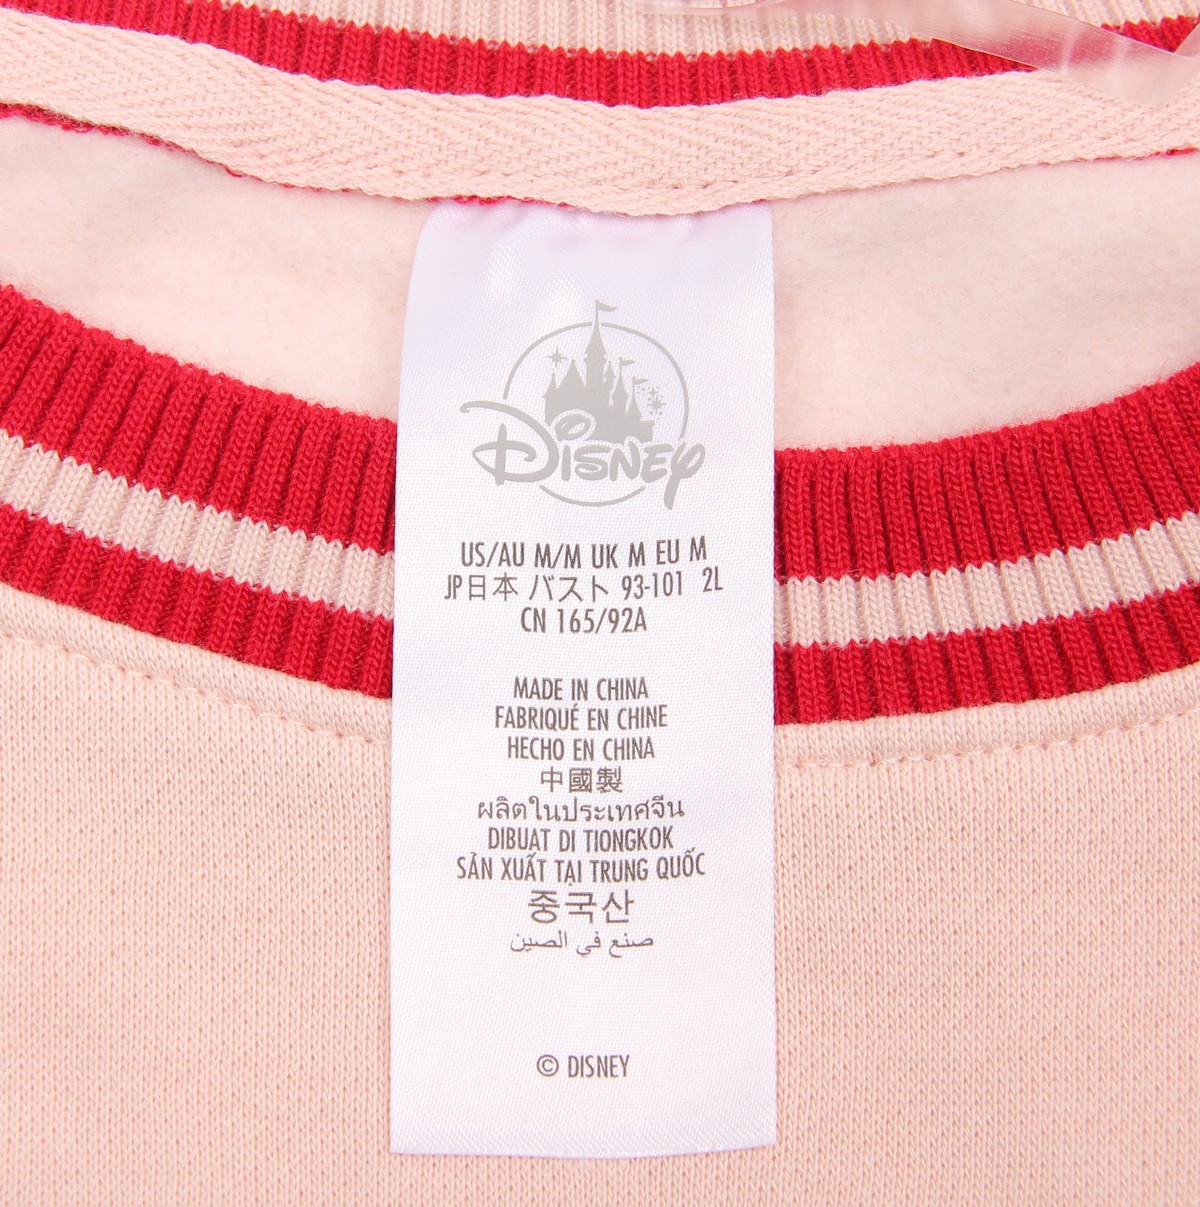 Disney
US/AU M/M UK M EU M
JP日本 バスト 93-101 2L
CN 165/92A
MADE IN CHINA
FABRIQUÉ EN CHINE
HECHO EN CHINA
中國製
ผลิตในประเทศจีน
DIBUAT DI TIONGKOK
SẢN XUẤT TẠI TRUNG QUỐC
중국산
صنع في الصين
© DISNEY